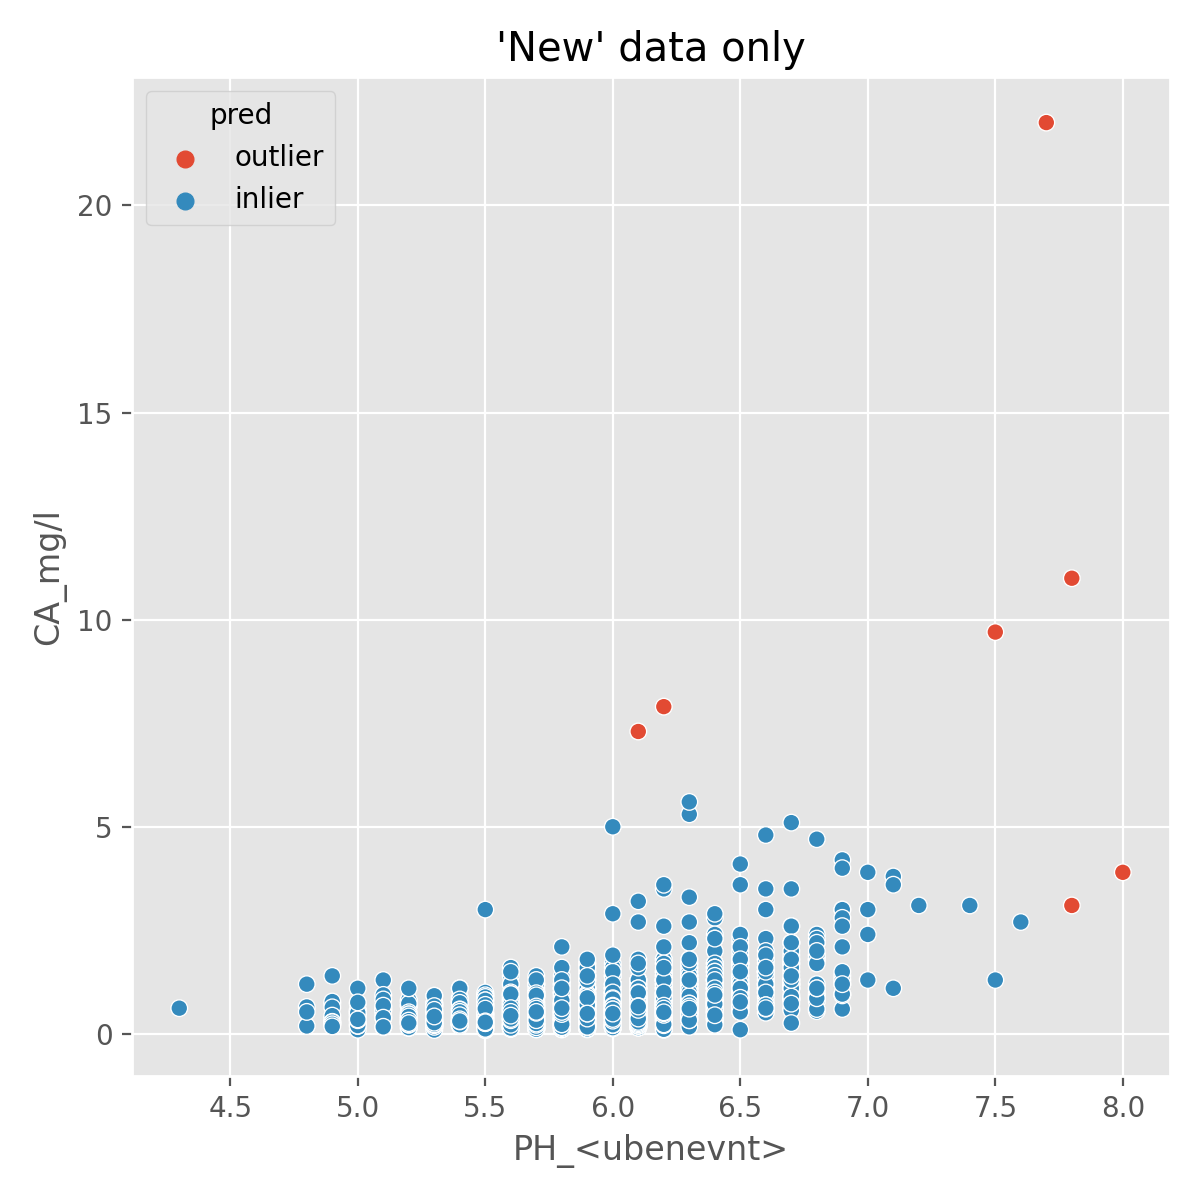 'New' data only
pred
outlier
inlier
20
15
10
5
0
CA_mg/l
4.5 5.0 5.5 6.0 6.5 7.0 7.5 8.0
PH_<ubenevnt>